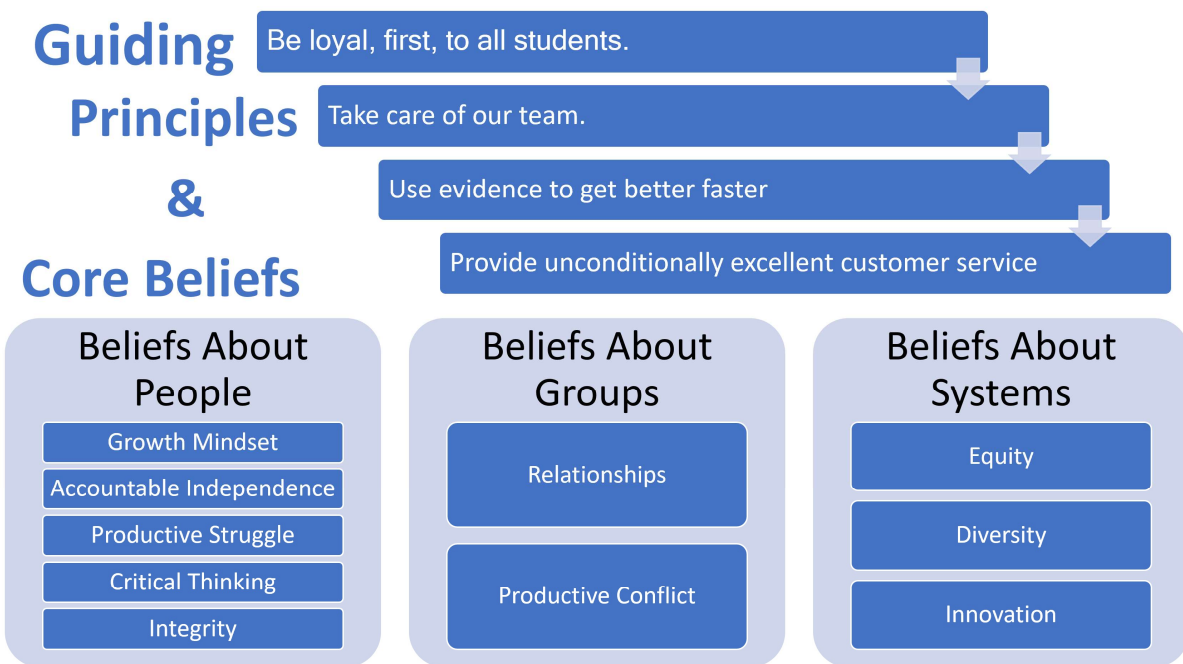 Guiding
Principles
&
Core Beliefs
Be loyal, first, to all students.
Take care of our team.
Use evidence to get better faster
Provide unconditionally excellent customer service
Beliefs About
People
Growth Mindset
Accountable Independence
Productive Struggle
Critical Thinking
Integrity
Beliefs About
Groups
Relationships
Productive Conflict
Beliefs About
Systems
Equity
Diversity
Innovation